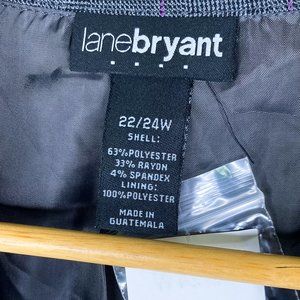 lanebryant
22/24W
SHELL:
63%POLYESTER
33% RAYON
4% SPANDEX
LINING:
100%POLYESTER
MADE IN
GUATEMALA